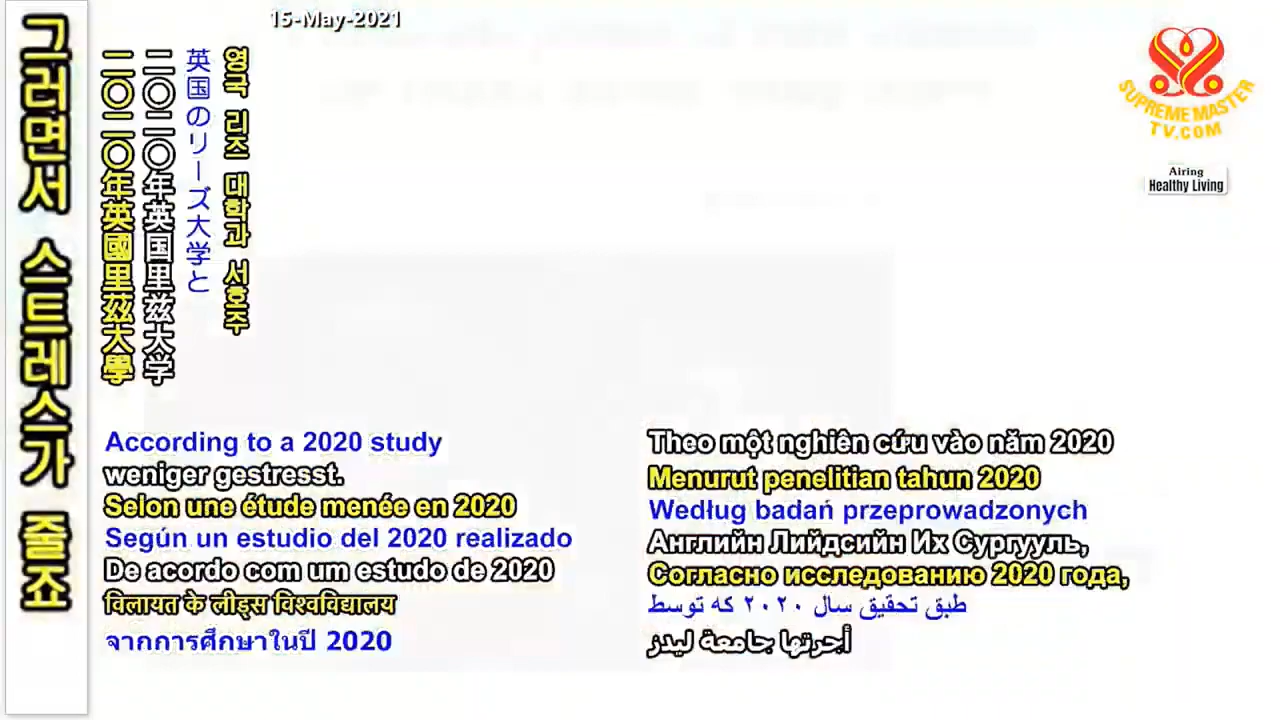 15-May-2021
SUPREME MASTER
TV.COM
Airing
Healthy Living
그러면서 스트레스가 줄죠
二〇二〇年英國里茲大學
二〇二〇年英国里兹大学
英国のリーズ大学と
영국 리즈 대학과 서호주
According to a 2020 study
weniger gestresst.
Selon une étude menée en 2020
Según un estudio del 2020 realizado
De acordo com um estudo de 2020
विलायत के लीड्स विश्वविद्यालय
จากการศึกษาในปี 2020
Theo một nghiên cứu vào năm 2020
Menurut penelitian tahun 2020
Według badań przeprowadzonych
Английн Лийдсийн Их Сургууль,
Согласно исследованию 2020 года,
طبق تحقیق سال ۲۰۲۰ که توسط
أجرتها جامعة ليدز